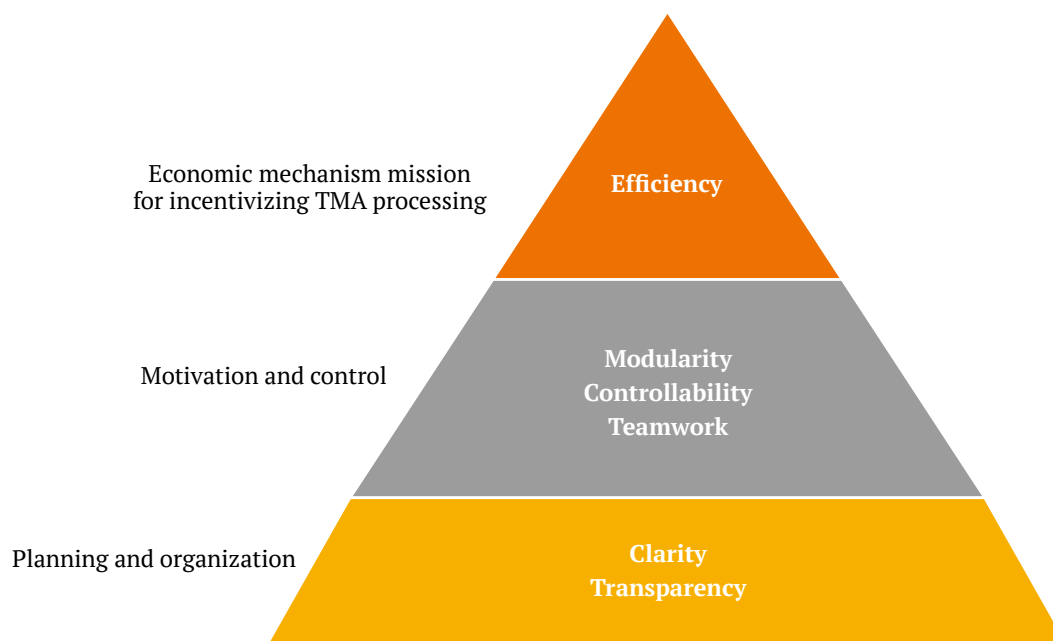 Economic mechanism mission
for incentivizing TMA processing
Efficiency
Motivation and control
Modularity
Controllability
Teamwork
Planning and organization
Clarity
Transparency